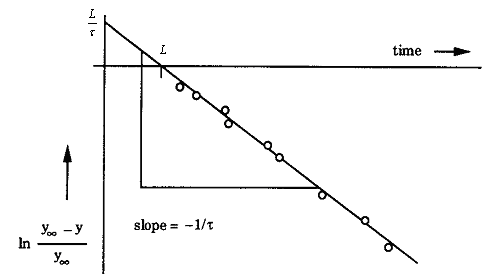 L/τ
L
time
slope = −1/τ
ln (y∞ − y)/y∞